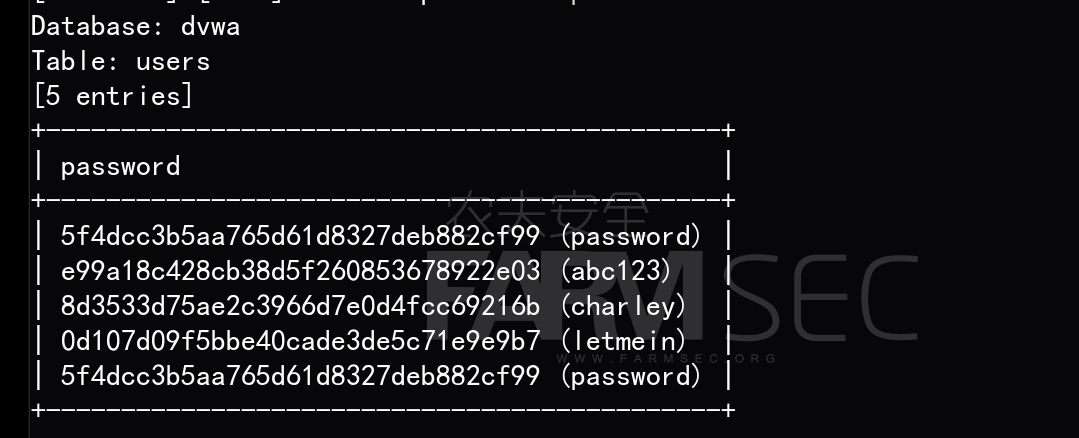 Database: dvwa
Table: users
[5 entries]
+---------------------------------------------+
| password                                    |
+---------------------------------------------+
| 5f4dcc3b5aa765d61d8327deb882cf99 (password) |
| e99a18c428cb38d5f260853678922e03 (abc123)   |
| 8d3533d75ae2c3966d7e0d4fcc69216b (charley)  |
| 0d107d09f5bbe40cade3de5c71e9e9b7 (letmein)  |
| 5f4dcc3b5aa765d61d8327deb882cf99 (password) |
+---------------------------------------------+
农夫安全
FARMSEC
WWW.FARMSEC.ORG